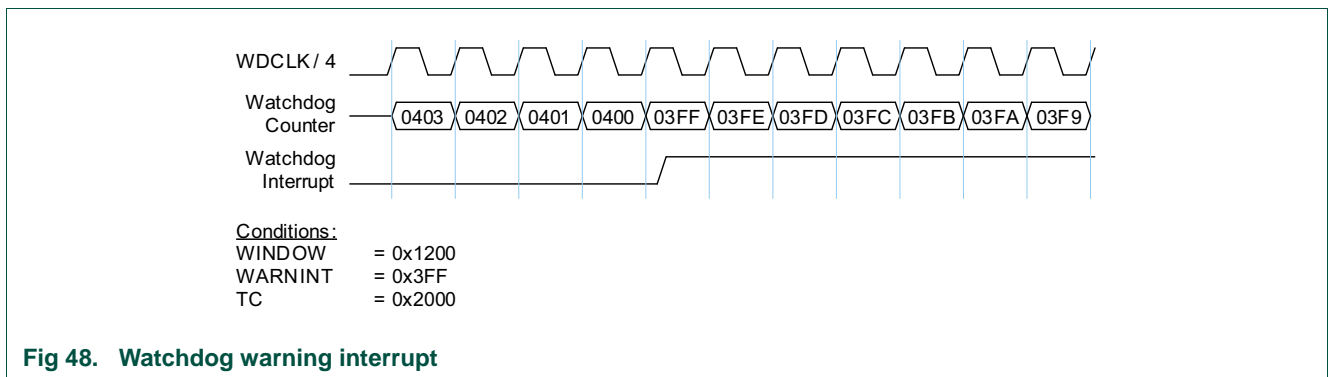 WDCLK / 4
Watchdog
Counter
0403 0402 0401 0400 03FF 03FE 03FD 03FC 03FB 03FA 03F9
Watchdog
Interrupt
Conditions:
WINDOW = 0x1200
WARNINT = 0x3FF
TC = 0x2000
Fig 48. Watchdog warning interrupt